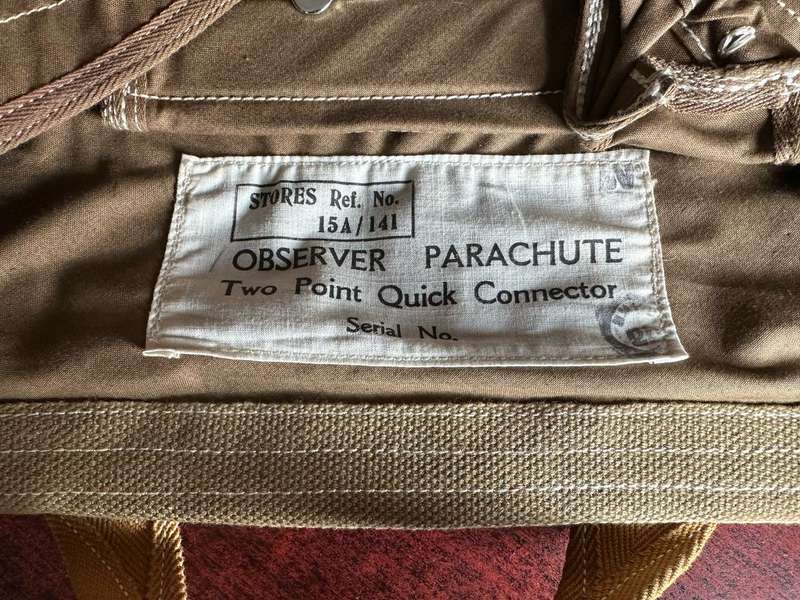 STORES Ref. No.
15A/141
OBSERVER PARACHUTE
Two Point Quick Connector
Serial No.
N